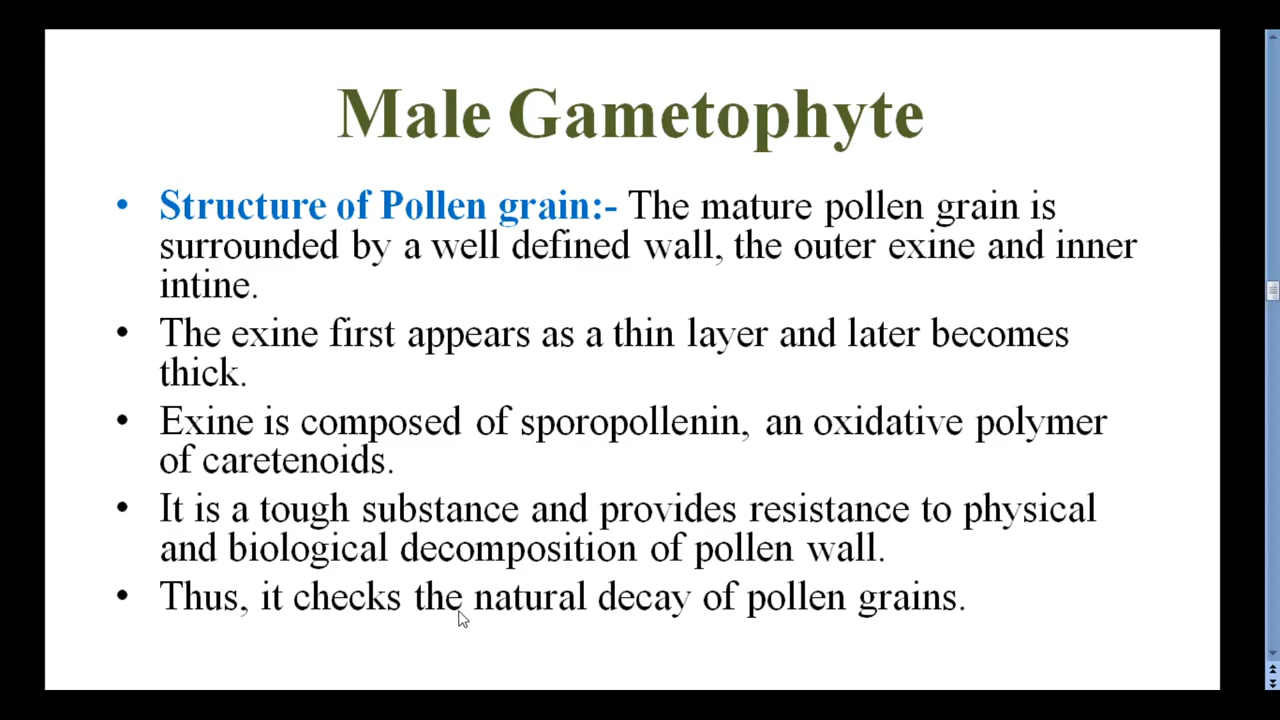 Male Gametophyte
• Structure of Pollen grain:- The mature pollen grain is
surrounded by a well defined wall, the outer exine and inner
intine.
• The exine first appears as a thin layer and later becomes
thick.
• Exine is composed of sporopollenin, an oxidative polymer
of caretenoids.
• It is a tough substance and provides resistance to physical
and biological decomposition of pollen wall.
• Thus, it checks the natural decay of pollen grains.